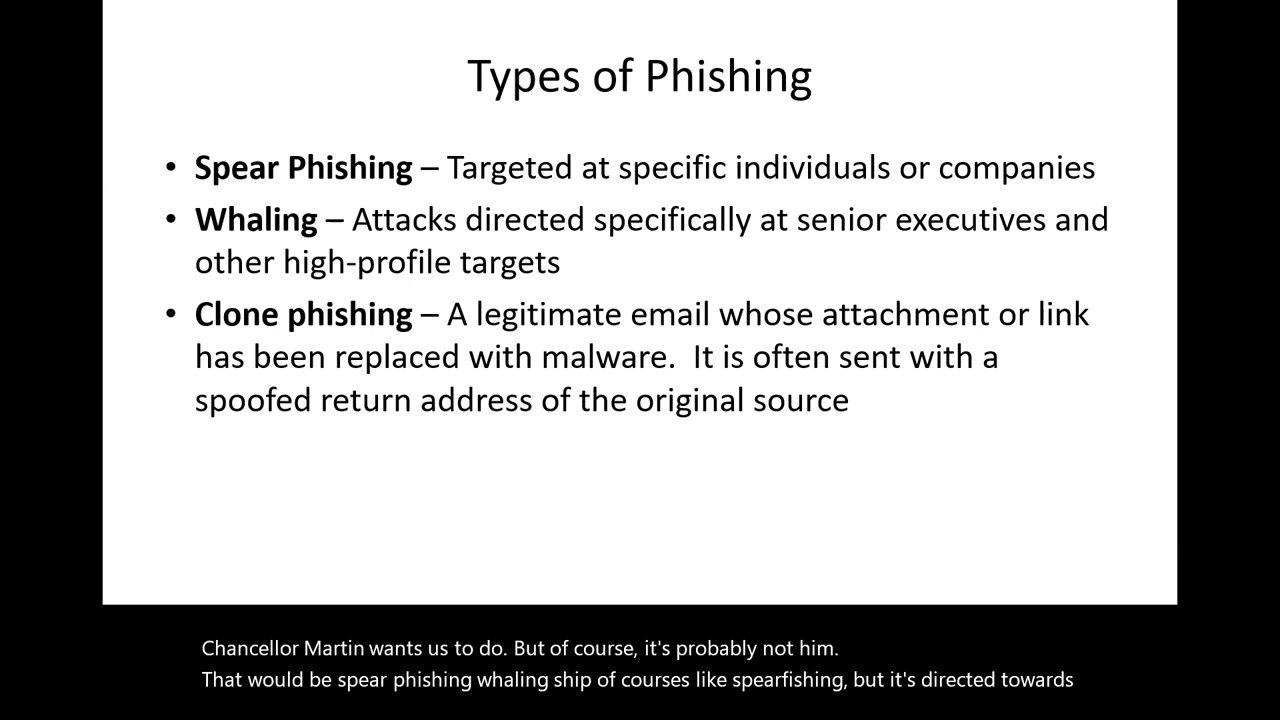 Types of Phishing
• Spear Phishing – Targeted at specific individuals or companies
• Whaling – Attacks directed specifically at senior executives and
other high-profile targets
• Clone phishing – A legitimate email whose attachment or link
has been replaced with malware.  It is often sent with a
spoofed return address of the original source
Chancellor Martin wants us to do. But of course, it's probably not him.
That would be spear phishing whaling ship of courses like spearfishing, but it's directed towards